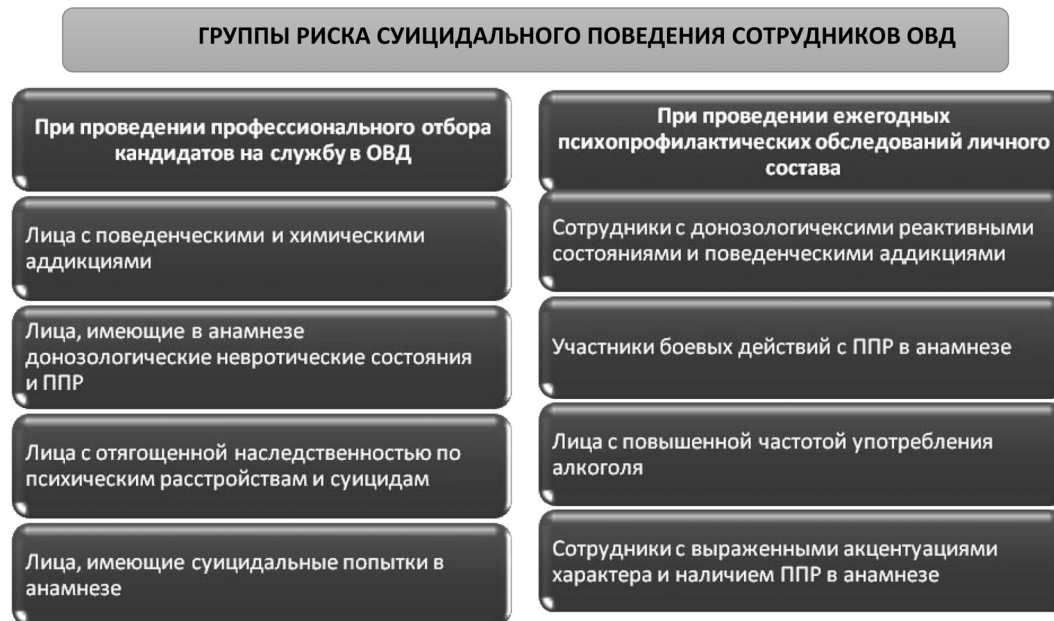 ГРУППЫ РИСКА СУИЦИДАЛЬНОГО ПОВЕДЕНИЯ СОТРУДНИКОВ ОВД
При проведении профессионального отбора
кандидатов на службу в ОВД
Лица с поведенческими и химическими
аддикциями
Лица, имеющие в анамнезе
донозологические невротические состояния
и ППР
Лица с отягощенной наследственностью по
психическим расстройствам и суицидам
Лица, имеющие суицидальные попытки в
анамнезе
При проведении ежегодных
психопрофилактических обследований личного
состава
Сотрудники с донозологичексими реактивными
состояниями и поведенческими аддикциями
Участники боевых действий с ППР в анамнезе
Лица с повышенной частотой употребления
алкоголя
Сотрудники с выраженными акцентуациями
характера и наличием ППР в анамнезе